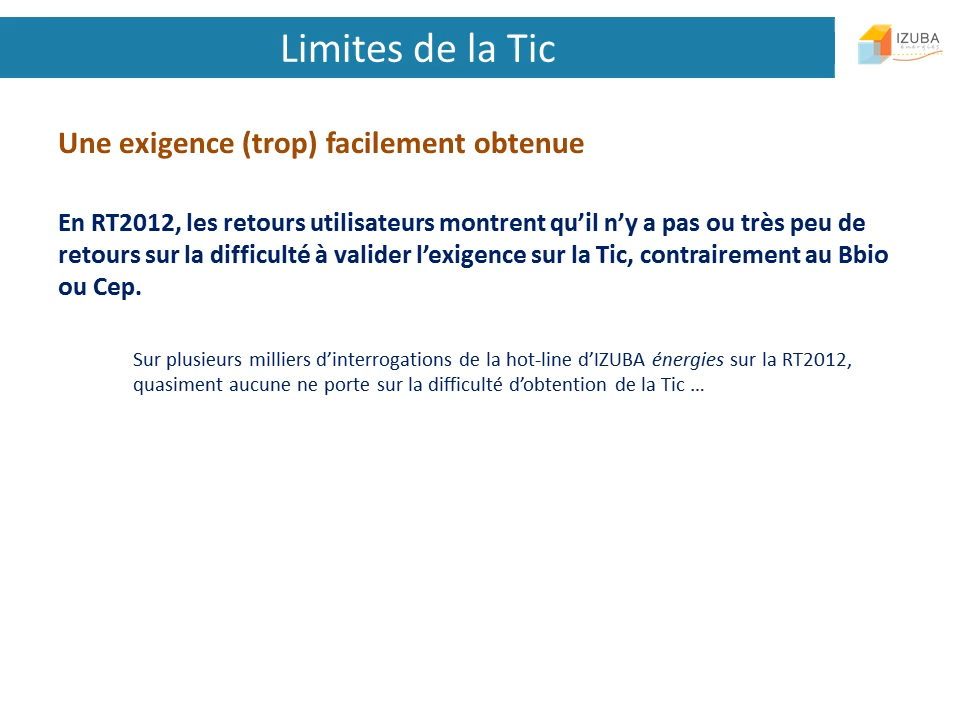 Limites de la Tic
IZUBA
énergies
Une exigence (trop) facilement obtenue
En RT2012, les retours utilisateurs montrent qu’il n’y a pas ou très peu de
retours sur la difficulté à valider l’exigence sur la Tic, contrairement au Bbio
ou Cep.
Sur plusieurs milliers d’interrogations de la hot-line d’IZUBA énergies sur la RT2012,
quasiment aucune ne porte sur la difficulté d’obtention de la Tic ...